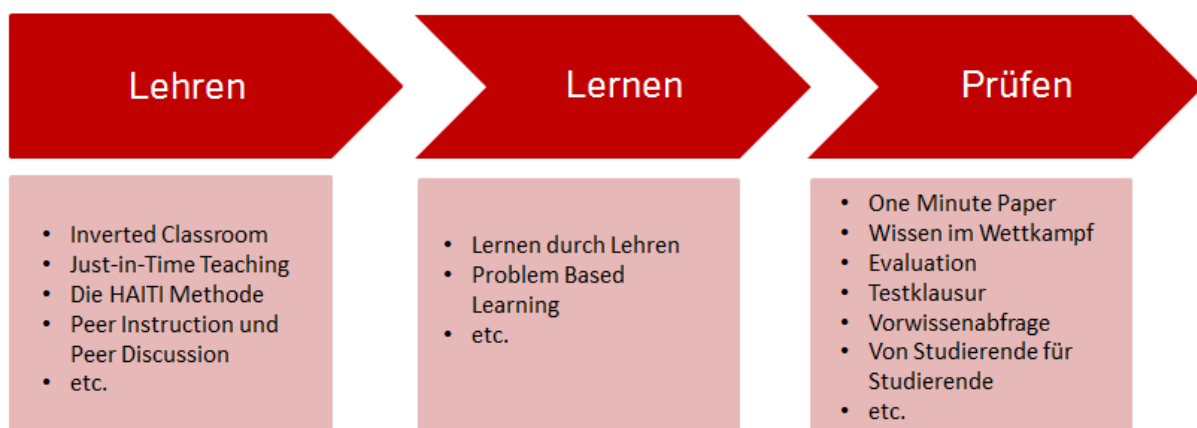 Lehren
• Inverted Classroom
• Just-in-Time Teaching
• Die HAITI Methode
• Peer Instruction und
Peer Discussion
• etc.
Lernen
• Lernen durch Lehren
• Problem Based
Learning
• etc.
Prüfen
• One Minute Paper
• Wissen im Wettkampf
• Evaluation
• Testklausur
• Vorwissenabfrage
• Von Studierende für
Studierende
• etc.